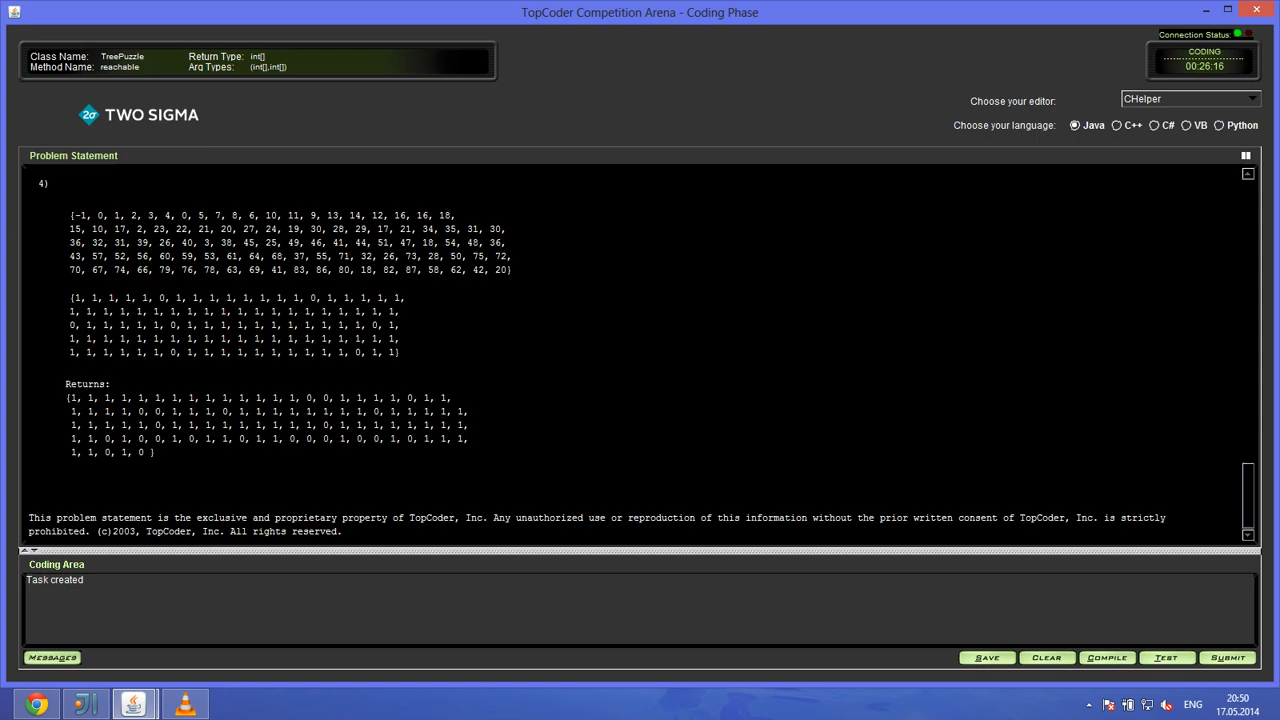 TopCoder Competition Arena - Coding Phase
Connection Status:
Class Name: TreePuzzle Return Type: int[]
Method Name: reachable Arg Types: (int[],int[])
CODING
00:26:16
2σ TWO SIGMA
Choose your editor: CHelper
Choose your language: Java C++ C# VB Python
Problem Statement
4)
{-1, 0, 1, 2, 3, 4, 0, 5, 7, 8, 6, 10, 11, 9, 13, 14, 12, 16, 16, 18,
15, 10, 17, 2, 23, 22, 21, 20, 27, 24, 19, 30, 28, 29, 17, 21, 34, 35, 31, 30,
36, 32, 31, 39, 26, 40, 3, 38, 45, 25, 49, 46, 41, 44, 51, 47, 18, 54, 48, 36,
43, 57, 52, 56, 60, 59, 53, 61, 64, 68, 37, 55, 71, 32, 26, 73, 28, 50, 75, 72,
70, 67, 74, 66, 79, 76, 78, 63, 69, 41, 83, 86, 80, 18, 82, 87, 58, 62, 42, 20}
{1, 1, 1, 1, 1, 0, 1, 1, 1, 1, 1, 1, 1, 1, 0, 1, 1, 1, 1, 1,
1, 1, 1, 1, 1, 1, 1, 1, 1, 1, 1, 1, 1, 1, 1, 1, 1, 1, 1, 1,
0, 1, 1, 1, 1, 1, 0, 1, 1, 1, 1, 1, 1, 1, 1, 1, 1, 1, 0, 1,
1, 1, 1, 1, 1, 1, 1, 1, 1, 1, 1, 1, 1, 1, 1, 1, 1, 1, 1, 1,
1, 1, 1, 1, 1, 1, 0, 1, 1, 1, 1, 1, 1, 1, 1, 1, 1, 0, 1, 1}
Returns:
{1, 1, 1, 1, 1, 1, 1, 1, 1, 1, 1, 1, 1, 1, 0, 0, 1, 1, 1, 1, 0, 1, 1,
1, 1, 1, 1, 0, 0, 1, 1, 1, 0, 1, 1, 1, 1, 1, 1, 1, 1, 0, 1, 1, 1, 1, 1,
1, 1, 1, 1, 1, 0, 1, 1, 1, 1, 1, 1, 1, 1, 1, 0, 1, 1, 1, 1, 1, 1, 1, 1,
1, 1, 0, 1, 0, 0, 1, 0, 1, 1, 0, 1, 1, 0, 0, 0, 1, 0, 0, 1, 0, 1, 1, 1,
1, 1, 0, 1, 0 }
This problem statement is the exclusive and proprietary property of TopCoder, Inc. Any unauthorized use or reproduction of this information without the prior written consent of TopCoder, Inc. is strictly
prohibited. (c)2003, TopCoder, Inc. All rights reserved.
Coding Area
Task created
MESSAGES SAVE CLEAR COMPILE TEST SUBMIT
ENG 20:50
17.05.2014